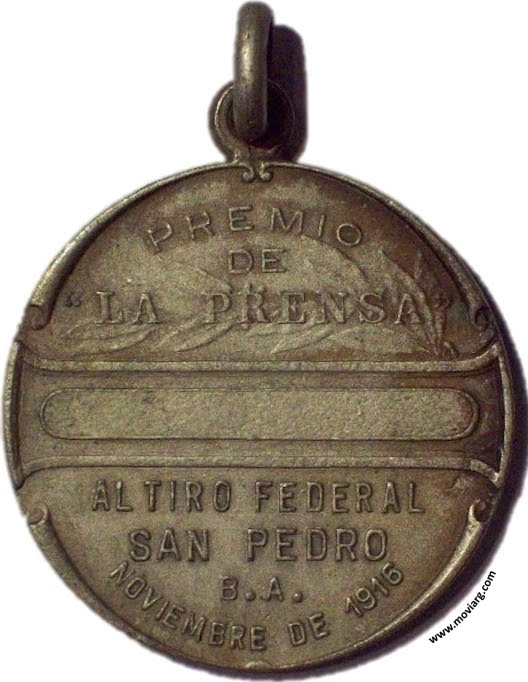 PREMIO
DE
"LA PRENSA"
AL TIRO FEDERAL
SAN PEDRO
B.A.
NOVIEMBRE DE 1916
www.moviarg.com